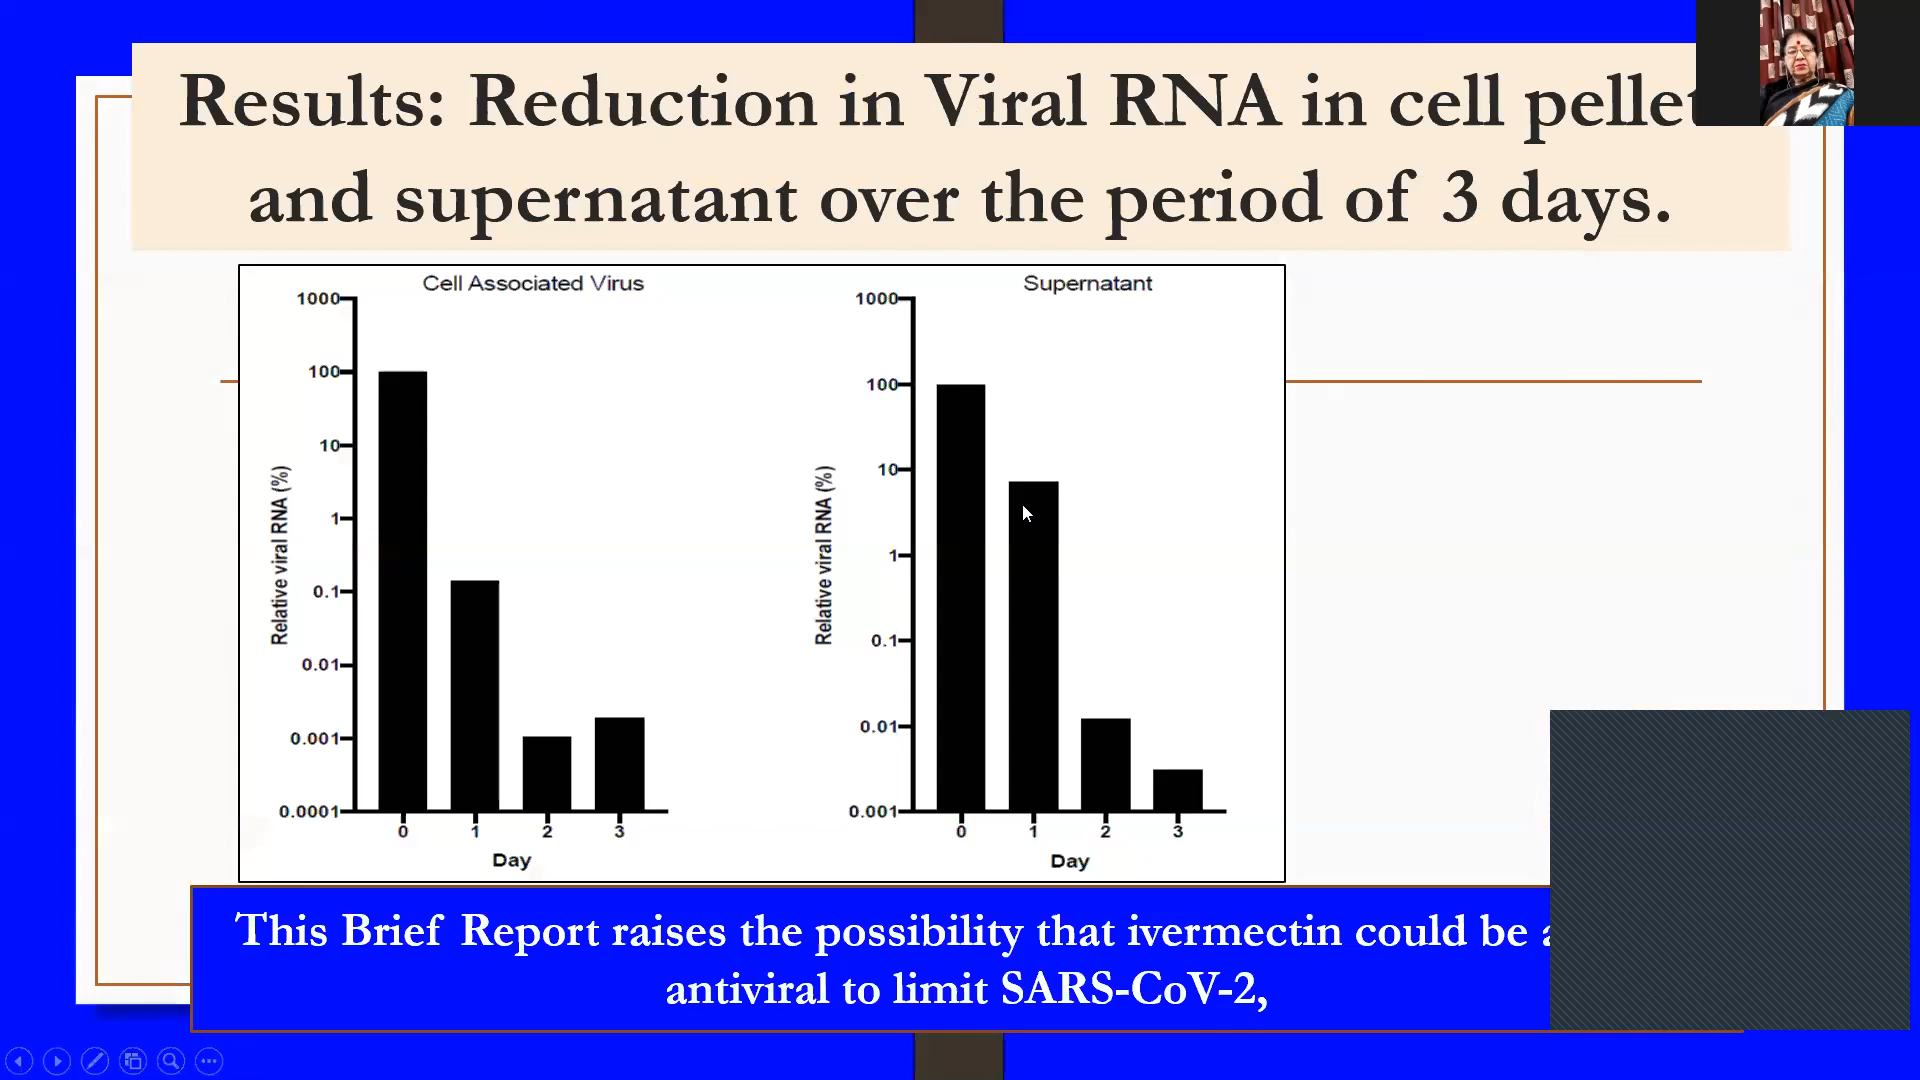 Results: Reduction in Viral RNA in cell pellet
and supernatant over the period of 3 days.
Cell Associated Virus
1000
100
10
1
0.1
0.01
0.001
0.0001
Relative viral RNA (%)
0 1 2 3
Day
Supernatant
1000
100
10
1
0.1
0.01
0.001
Relative viral RNA (%)
0 1 2 3
Day
This Brief Report raises the possibility that ivermectin could be
antiviral to limit SARS-CoV-2,